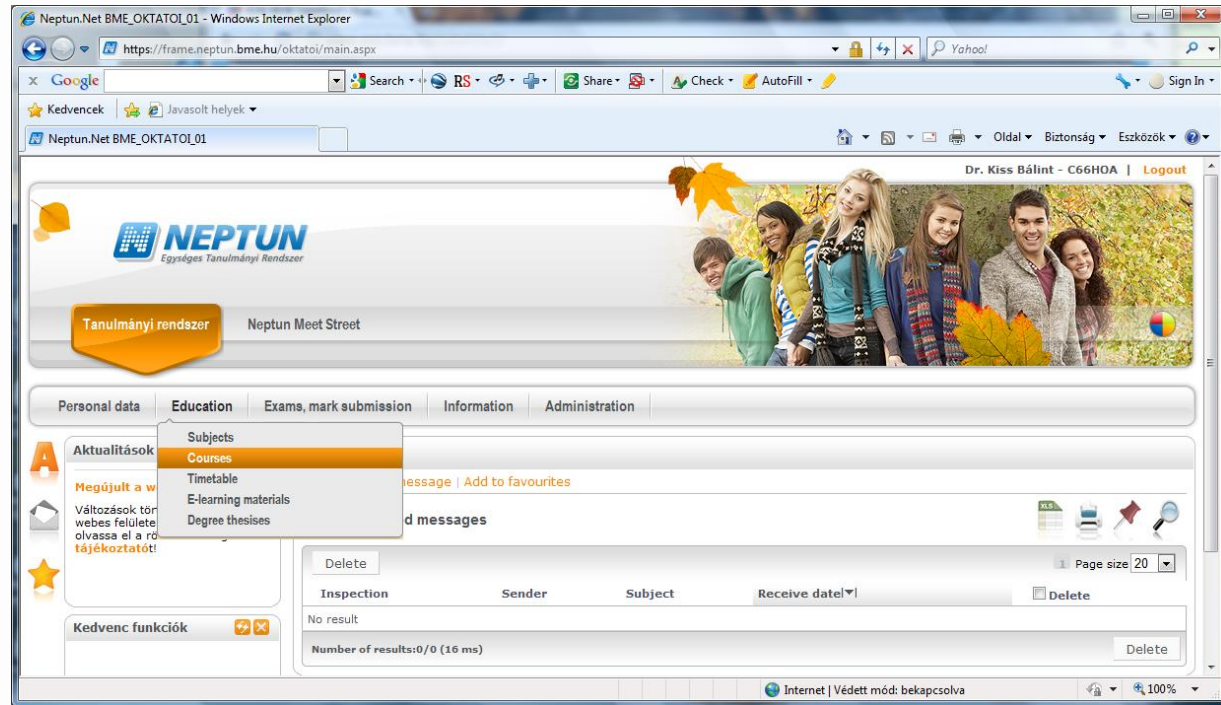 Neptun.Net BME_OKTATOI_01 - Windows Internet Explorer
https://frame.neptun.bme.hu/oktatoi/main.aspx
Yahoo!
x Google Search RS Share Check AutoFill Sign In
Kedvencek Javasolt helyek
Neptun.Net BME_OKTATOI_01 Oldal Biztonság Eszközök
Dr. Kiss Bálint - C66HOA | Logout
NEPTUN
Egységes Tanulmányi Rendszer
Tanulmányi rendszer Neptun Meet Street
Personal data Education Exams, mark submission Information Administration
Subjects
Courses
Timetable
E-learning materials
Degree thesises
Aktualitások
Megújult a w
Változások tör
webes felülete
olvassa el a rö
tájékoztatót!
Kedvenc funkciók
essage | Add to favourites
d messages
XLS
Delete 1 Page size 20
Inspection Sender Subject Receive date Delete
No result
Number of results:0/0 (16 ms) Delete
Internet | Védett mód: bekapcsolva 100%